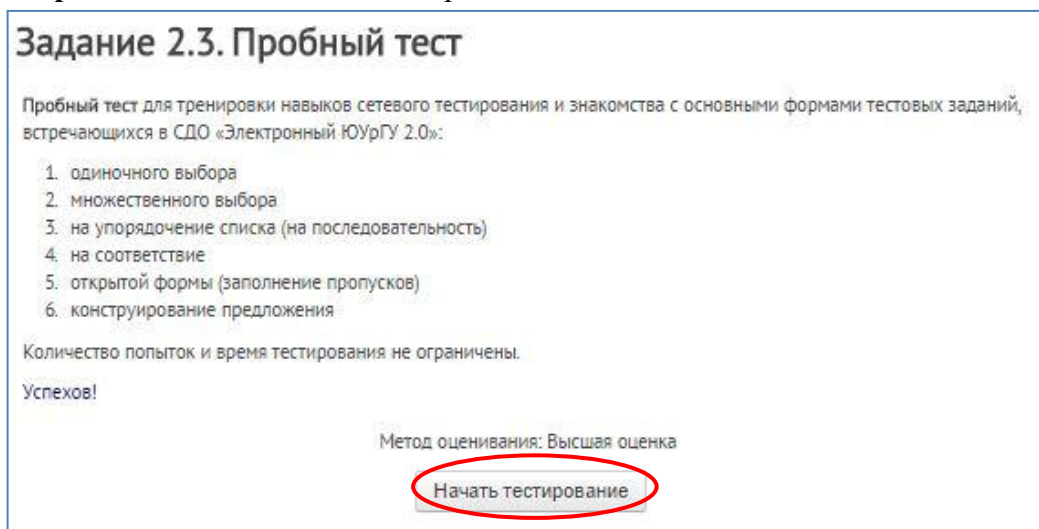 Задание 2.3. Пробный тест
Пробный тест для тренировки навыков сетевого тестирования и знакомства с основными формами тестовых заданий,
встречающихся в СДО «Электронный ЮУрГУ 2.0»:
1. одиночного выбора
2. множественного выбора
3. на упорядочение списка (на последовательность)
4. на соответствие
5. открытой формы (заполнение пропусков)
6. конструирование предложения
Количество попыток и время тестирования не ограничены.
Успехов!
Метод оценивания: Высшая оценка
Начать тестирование